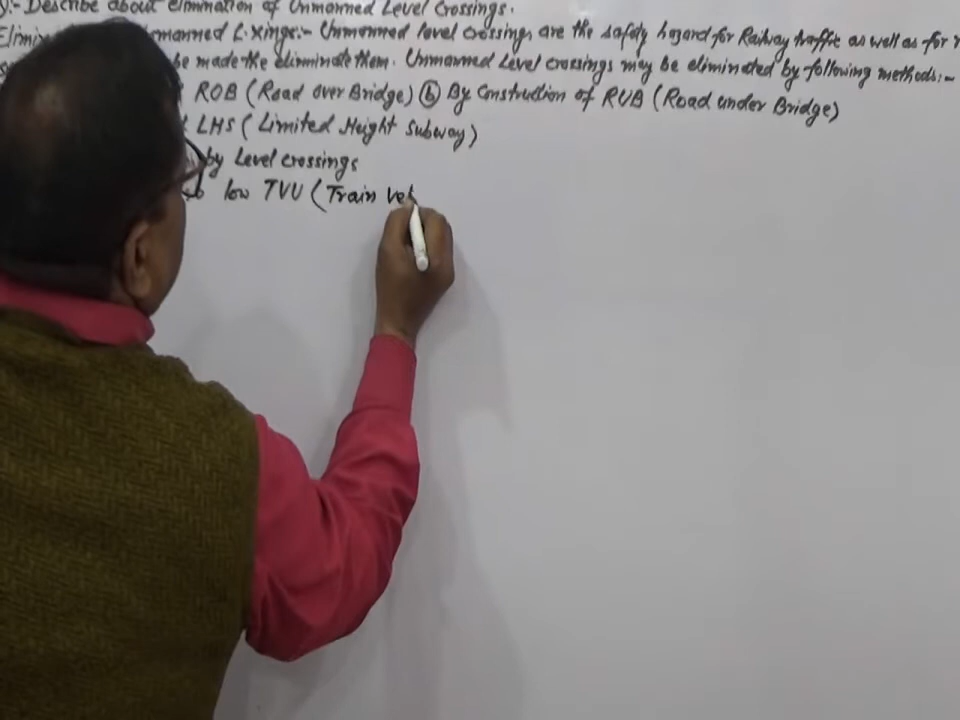 :- Describe about elimination of Unmanned Level Crossings.
manned L. Xings:- Unmanned level crossings are the safety hazard for Railway traffic as well as for
be made the eliminate them. Unmanned Level crossings may be eliminated by following methods:-
ROB (Road Over Bridge) (b) By Construction of RUB (Road under Bridge)
LHS (Limited Height Subway)
by Level crossings
low TVU (Train Veh